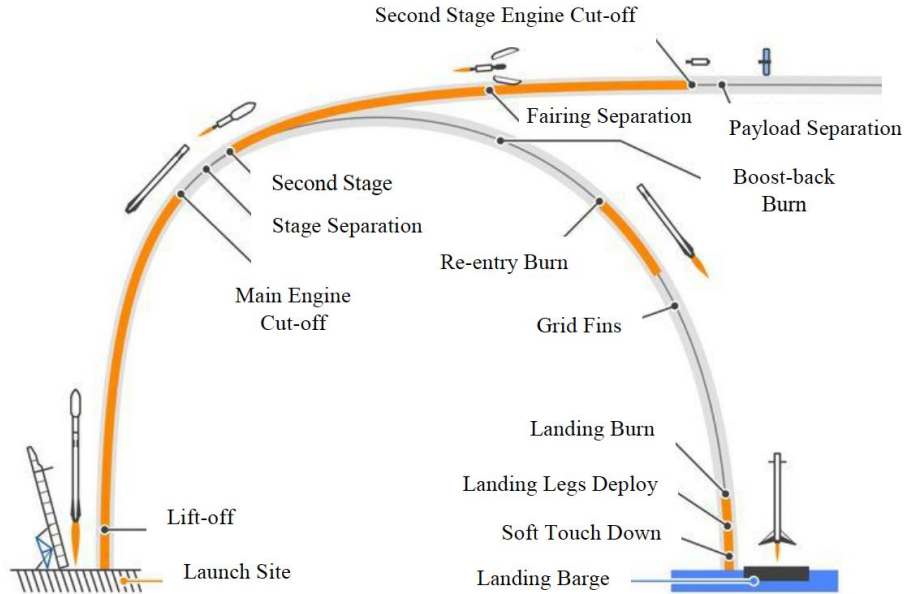 Second Stage Engine Cut-off
Fairing Separation
Payload Separation
Boost-back
Burn
Second Stage
Stage Separation
Re-entry Burn
Main Engine
Cut-off
Grid Fins
Landing Burn
Landing Legs Deploy
Lift-off
Soft Touch Down
Launch Site
Landing Barge